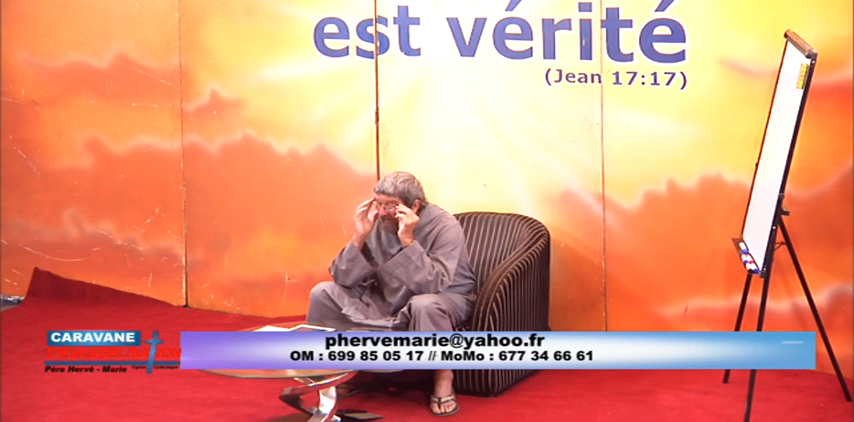 est vérité
(Jean 17:17)
CARAVANE
Père Hervé - Marie
phervemarie@yahoo.fr
OM : 699 85 05 17 // MoMo : 677 34 66 61